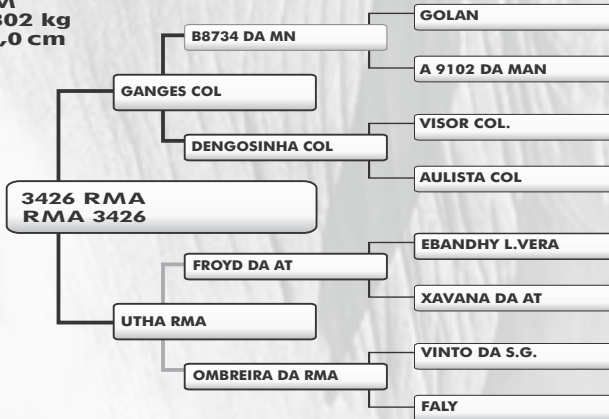 M
302 kg
,0 cm
GOLAN
B8734 DA MN
A 9102 DA MAN
GANGES COL
VISOR COL.
DENGOSINHA COL
AULISTA COL
3426 RMA
RMA 3426
EBANDHY L.VERA
FROYD DA AT
XAVANA DA AT
UTHA RMA
VINTO DA S.G.
OMBREIRA DA RMA
FALY